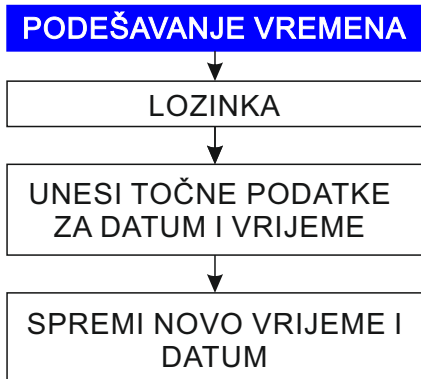 PODEŠAVANJE VREMENA
LOZINKA
UNESI TOČNE PODATKE
ZA DATUM I VRIJEME
SPREMI NOVO VRIJEME I
DATUM